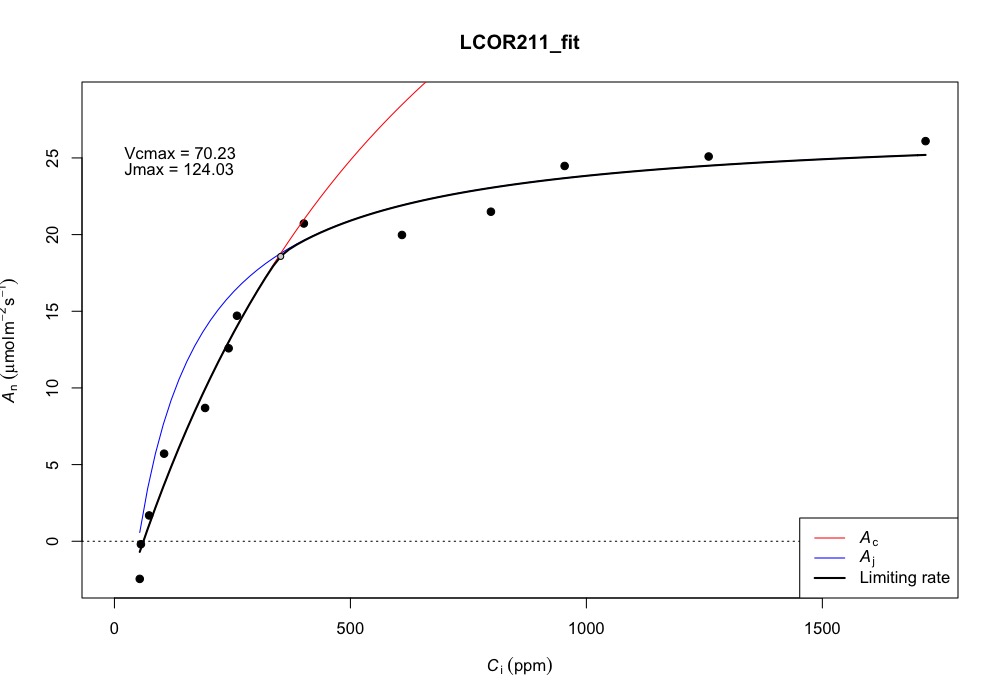 LCOR211_fit
Vcmax = 70.23
Jmax = 124.03
Aₙ (μmolm⁻²s⁻¹)
25
20
15
10
5
0
0 500 1000 1500
Cᵢ (ppm)
A꜀
Aⱼ
Limiting rate